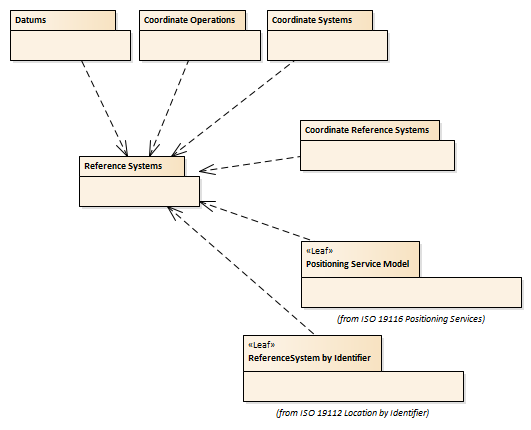 Datums
Coordinate Operations
Coordinate Systems
Coordinate Reference Systems
Reference Systems
«Leaf»
Positioning Service Model
(from ISO 19116 Positioning Services)
«Leaf»
ReferenceSystem by Identifier
(from ISO 19112 Location by Identifier)